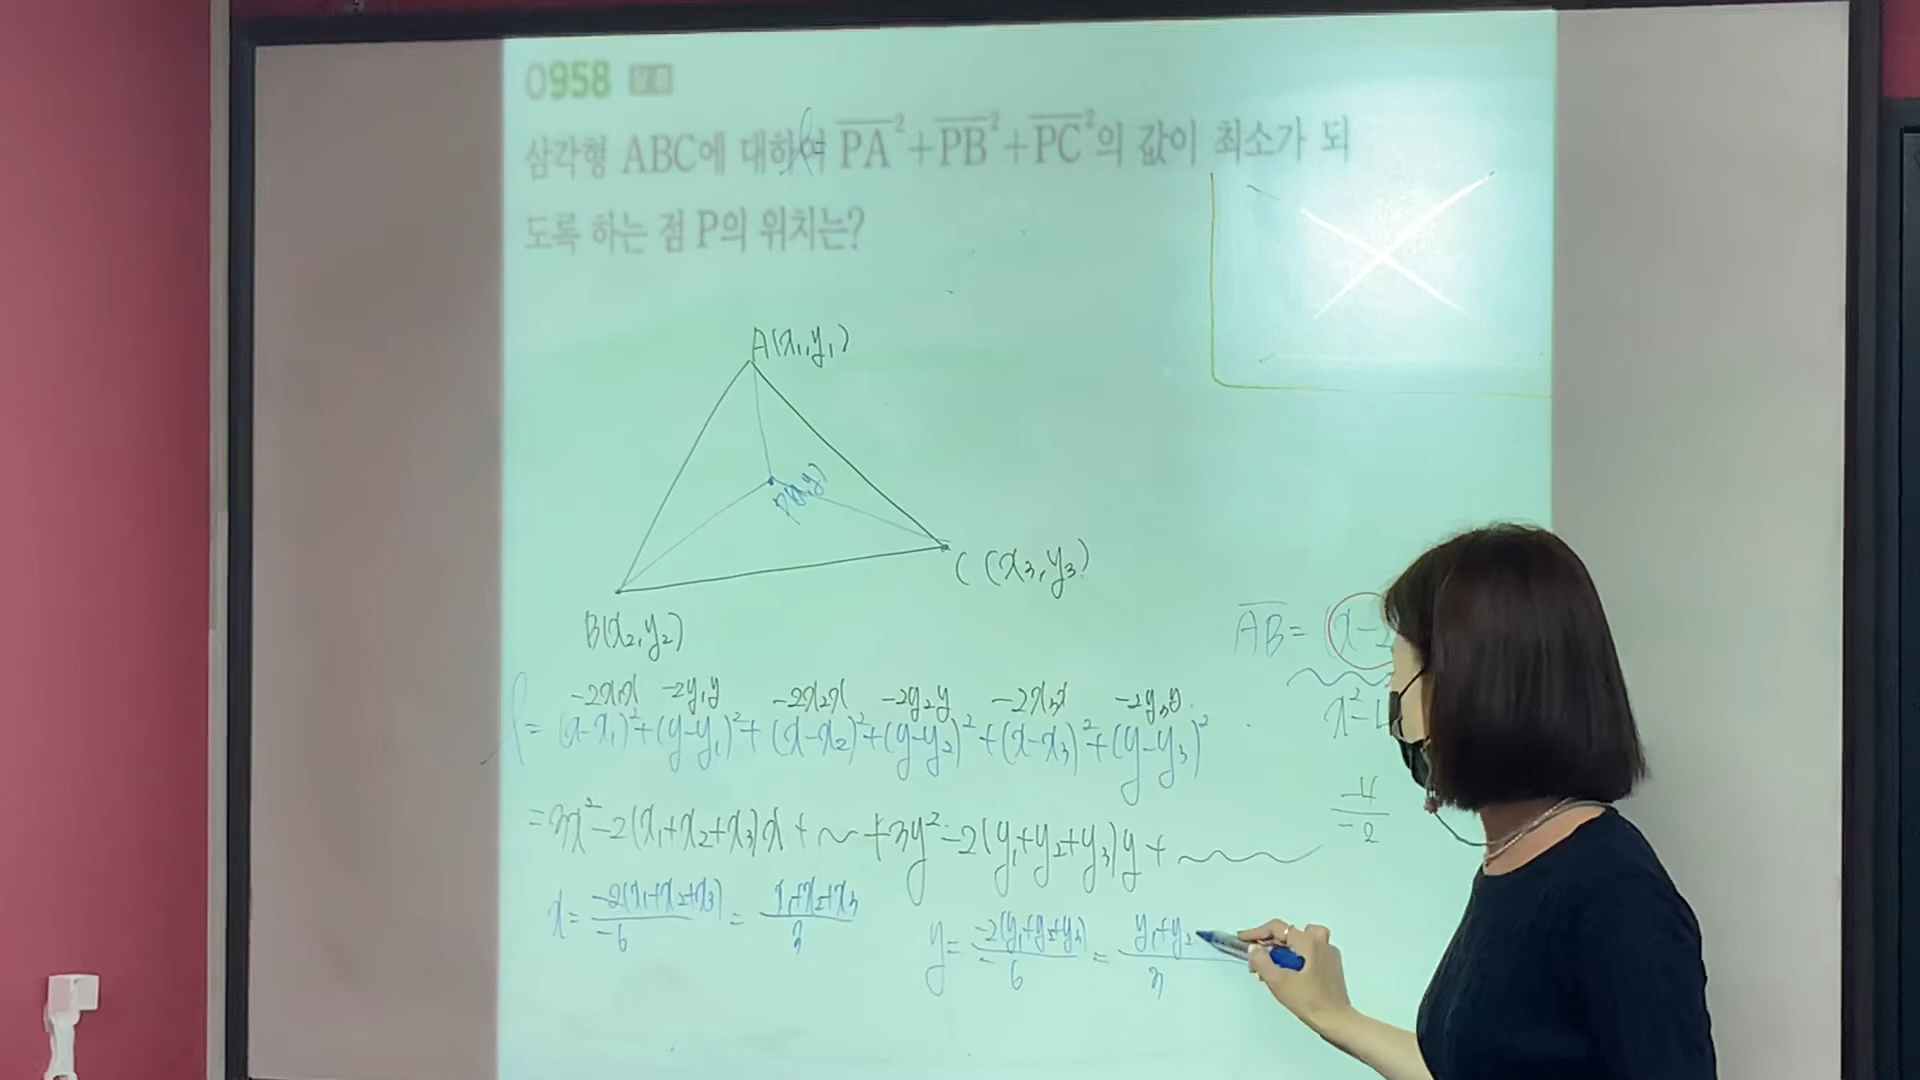 0958
삼각형 ABC에 대하여 l= PA²+PB²+PC²의 값이 최소가 되
도록 하는 점 P의 위치는?
A(x₁,y₁)
P(x,y)
C(x₃,y₃)
B(x₂,y₂)
AB= (x-
x²-4
-4
-2
-2x₁x -2y₁y -2x₂x -2y₂y -2x₃x -2y₃y
l= (x-x₁)²+(y-y₁)²+(x-x₂)²+(y-y₂)²+(x-x₃)²+(y-y₃)²
=3x²-2(x₁+x₂+x₃)x+~+3y²-2(y₁+y₂+y₃)y+~
x= -2(x₁+x₂+x₃)/-6 = x₁+x₂+x₃/3
y= -2(y₁+y₂+y₃)/-6 = y₁+y₂/3